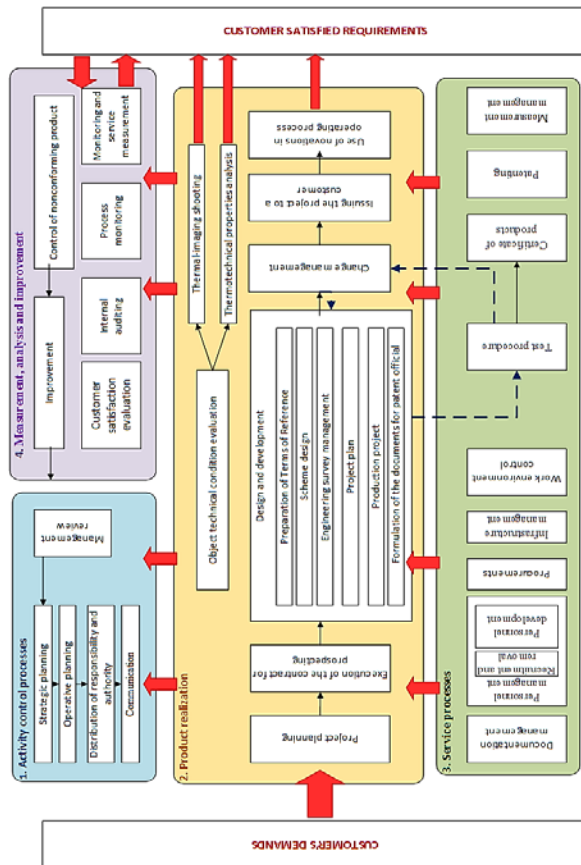 CUSTOMER SATISFIED REQUIREMENTS
4. Measurement, analysis and improvement
Control of nonconforming product
Improvement
Monitoring and
service
measurement
Process
monitoring
Internal
auditing
Customer
satisfaction
evaluation
1. Activity control processes
Management
review
Strategic planning
Operative planning
Distribution of responsibility and
authority
Communication
2. Product realization
Thermal-imaging shooting
Thermotechnical properties analysis
Object technical condition evaluation
Use of novations in
operating process
Issuing the project to a
customer
Change management
Design and development
Preparation of Terms of Reference
Scheme design
Engineering survey management
Project plan
Production project
Formulation of the documents for patent official
Execution of the contract for
prospecting
Project planning
3. Service processes
Measurment
managment
Patenting
Certificate of
products
Test procedure
Work environment
control
Infrastructure
management
Procurements
Personnel
management
Recruitment and
rem oval
Personnel
development
Documentation
management
CUSTOMER'S DEMANDS